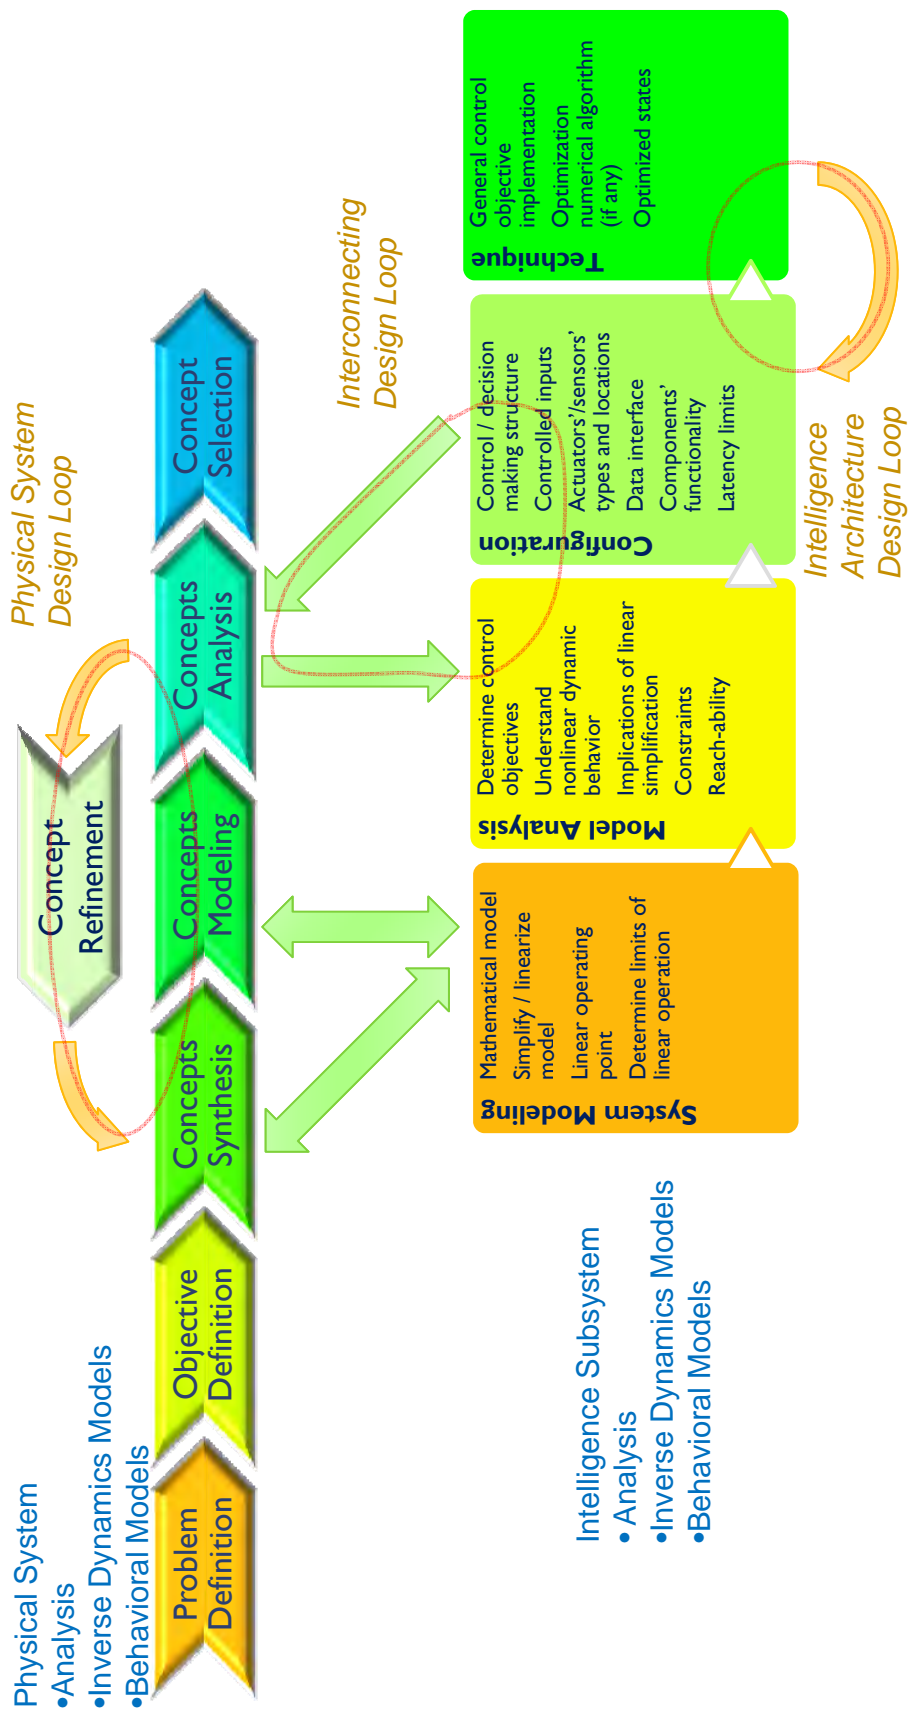 Physical System
•Analysis
•Inverse Dynamics Models
•Behavioral Models
Physical System
Design Loop
Concept
Refinement
Problem
Definition
Objective
Definition
Concepts
Synthesis
Concepts
Modeling
Concepts
Analysis
Concept
Selection
Interconnecting
Design Loop
Intelligence Subsystem
• Analysis
•Inverse Dynamics Models
•Behavioral Models
System Modeling
Mathematical model
Simplify / linearize
model
Linear operating
point
Determine limits of
linear operation
Model Analysis
Determine control
objectives
Understand
nonlinear dynamic
behavior
Implications of linear
simplification
Constraints
Reach-ability
Configuration
Control / decision
making structure
Controlled inputs
Actuators'/sensors'
types and locations
Data interface
Components'
functionality
Latency limits
Technique
General control
objective
implementation
Optimization
numerical algorithm
(if any)
Optimized states
Intelligence
Architecture
Design Loop